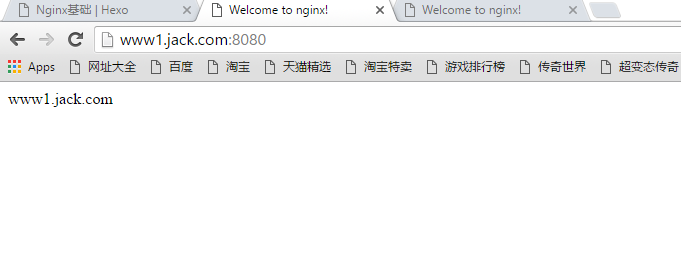 Nginx基础 | Hexo
Welcome to nginx!
Welcome to nginx!
www1.jack.com:8080
Apps 网址大全 百度 淘宝 天猫精选 淘宝特卖 游戏排行榜 传奇世界 超变态传奇
www1.jack.com